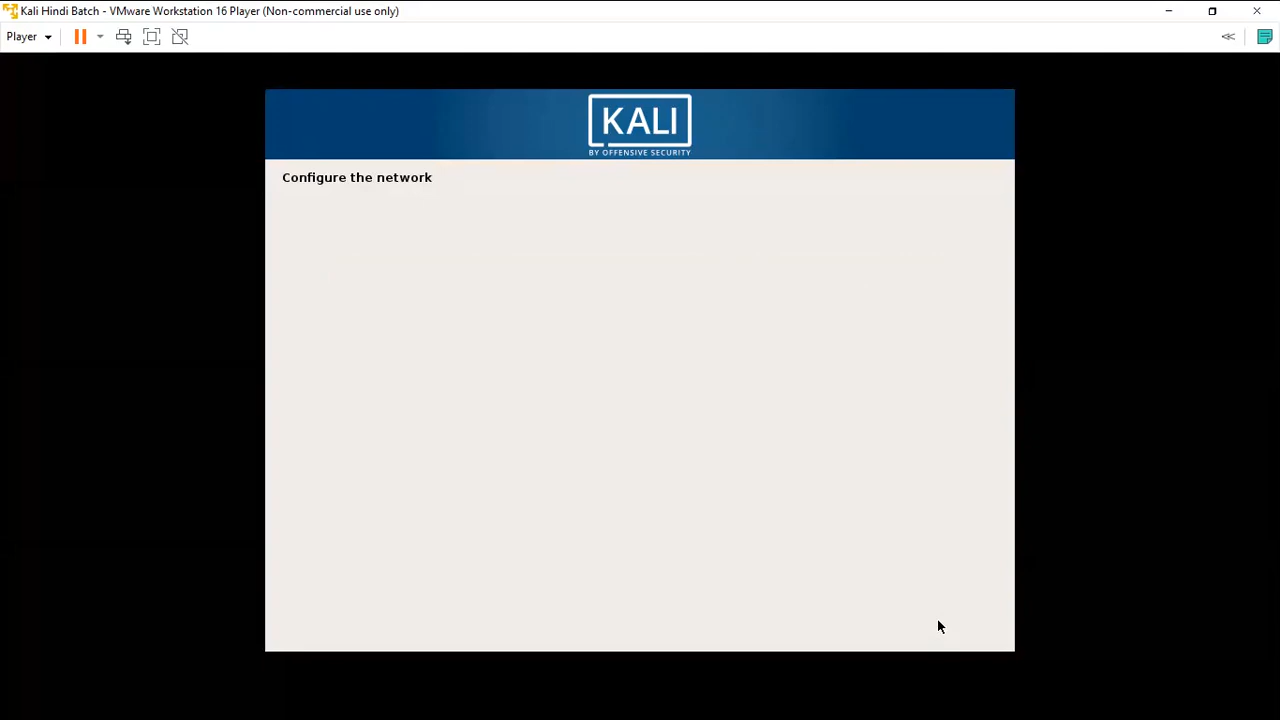 Kali Hindi Batch - VMware Workstation 16 Player (Non-commercial use only)
Player
KALI
BY OFFENSIVE SECURITY
Configure the network